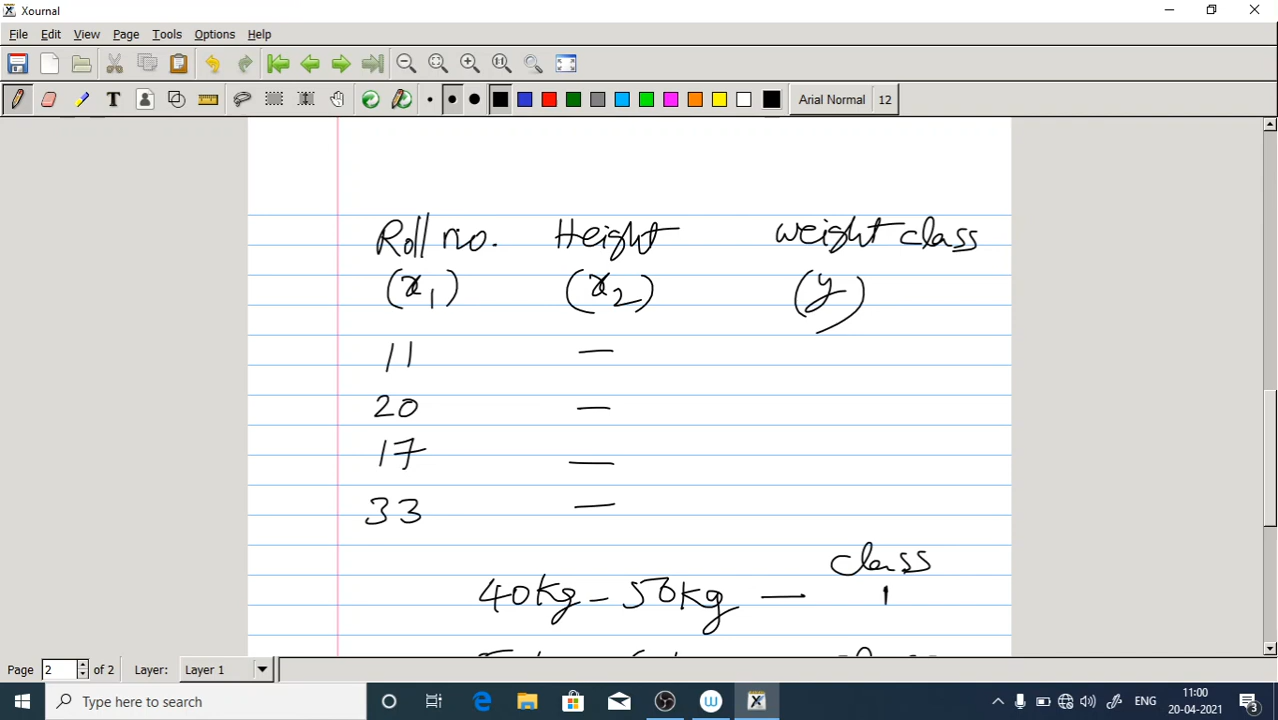 Xournal
File Edit View Page Tools Options Help
Arial Normal 12
Roll no. Height weight class
(x₁) (x₂) (y)
11 —
20 —
17 —
33 —
class
40kg - 50kg — 1
Page 2 of 2 Layer: Layer 1
Type here to search
ENG
11:00
20-04-2021
3